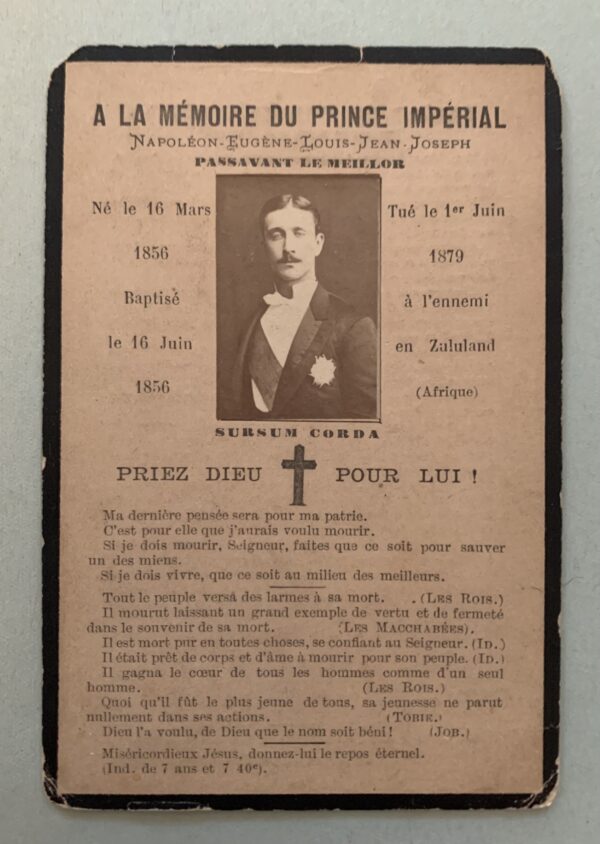 A LA MÉMOIRE DU PRINCE IMPÉRIAL
Napoléon-Eugène-Louis-Jean-Joseph
PASSAVANT LE MEILLOR
Né le 16 Mars
1856
Baptisé
le 16 Juin
1856
Tué le 1er Juin
1879
à l'ennemi
en Zululand
(Afrique)
SURSUM CORDA
PRIEZ DIEU POUR LUI !
Ma dernière pensée sera pour ma patrie.
C'est pour elle que j'aurais voulu mourir.
Si je dois mourir, Seigneur, faites que ce soit pour sauver
un des miens.
Si je dois vivre, que ce soit au milieu des meilleurs.
Tout le peuple versa des larmes à sa mort. . (Les Rois.)
Il mourut laissant un grand exemple de vertu et de fermeté
dans le souvenir de sa mort. (Les Macchabées).
Il est mort pur en toutes choses, se confiant au Seigneur. (Id.)
Il était prêt de corps et d'âme à mourir pour son peuple. (Id.)
Il gagna le cœur de tous les hommes comme d'un seul
homme. (Les Rois.)
Quoi qu'il fût le plus jeune de tous, sa jeunesse ne parut
nullement dans ses actions. (Tobie.)
Dieu l'a voulu, de Dieu que le nom soit béni ! (Job.)
Miséricordieux Jésus, donnez-lui le repos éternel.
(Ind. de 7 ans et 7 40e).